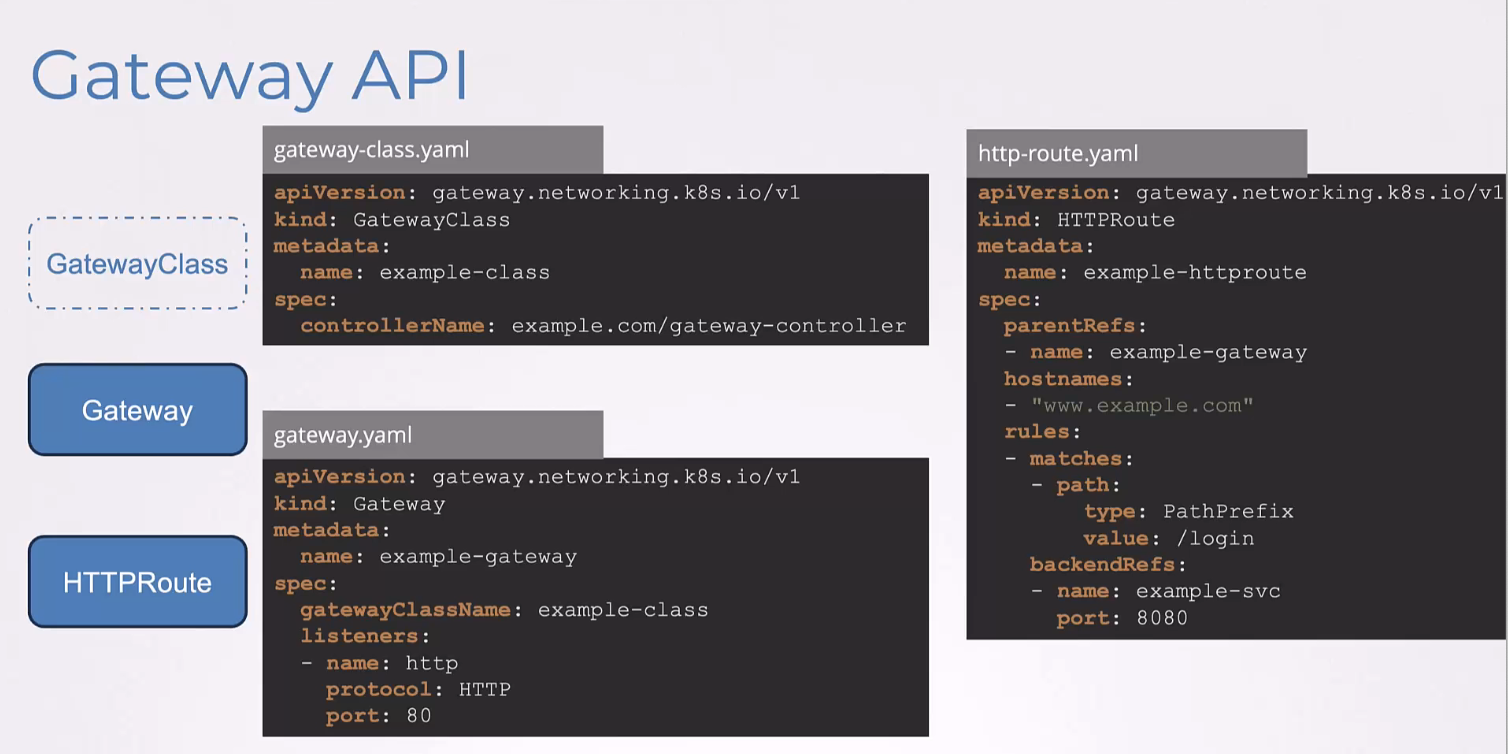 Gateway API
GatewayClass
Gateway
HTTPRoute
gateway-class.yaml
apiVersion: gateway.networking.k8s.io/v1
kind: GatewayClass
metadata:
  name: example-class
spec:
  controllerName: example.com/gateway-controller
gateway.yaml
apiVersion: gateway.networking.k8s.io/v1
kind: Gateway
metadata:
  name: example-gateway
spec:
  gatewayClassName: example-class
  listeners:
  - name: http
    protocol: HTTP
    port: 80
http-route.yaml
apiVersion: gateway.networking.k8s.io/v1
kind: HTTPRoute
metadata:
  name: example-httproute
spec:
  parentRefs:
  - name: example-gateway
  hostnames:
  - "www.example.com"
  rules:
  - matches:
    - path:
        type: PathPrefix
        value: /login
    backendRefs:
    - name: example-svc
      port: 8080